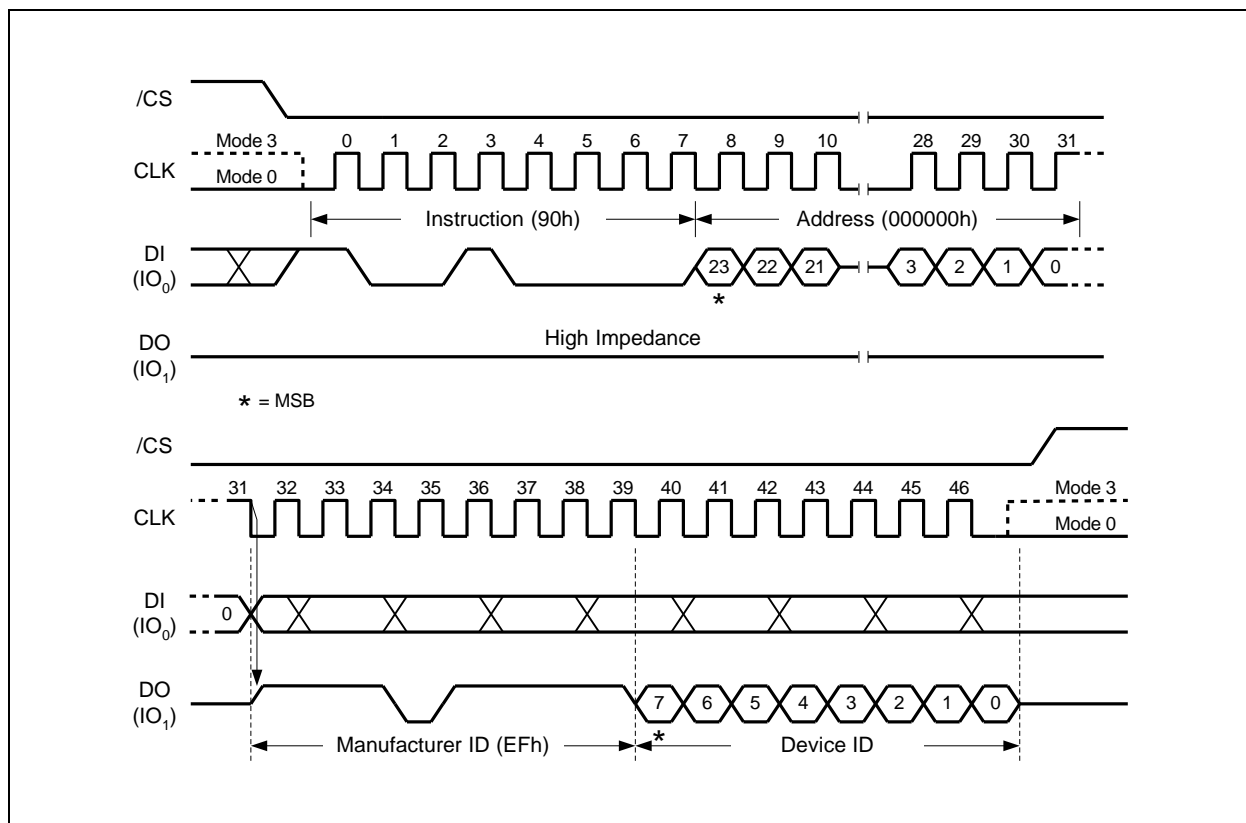 /CS
Mode 3 0 1 2 3 4 5 6 7 8 9 10 28 29 30 31
CLK
Mode 0
Instruction (90h) Address (000000h)
DI
(IO0)
23 22 21 3 2 1 0
*
DO
(IO1)
High Impedance
* = MSB
/CS
31 32 33 34 35 36 37 38 39 40 41 42 43 44 45 46 Mode 3
CLK
Mode 0
DI
(IO0)
0
DO
(IO1)
7 6 5 4 3 2 1 0
*
Manufacturer ID (EFh) Device ID